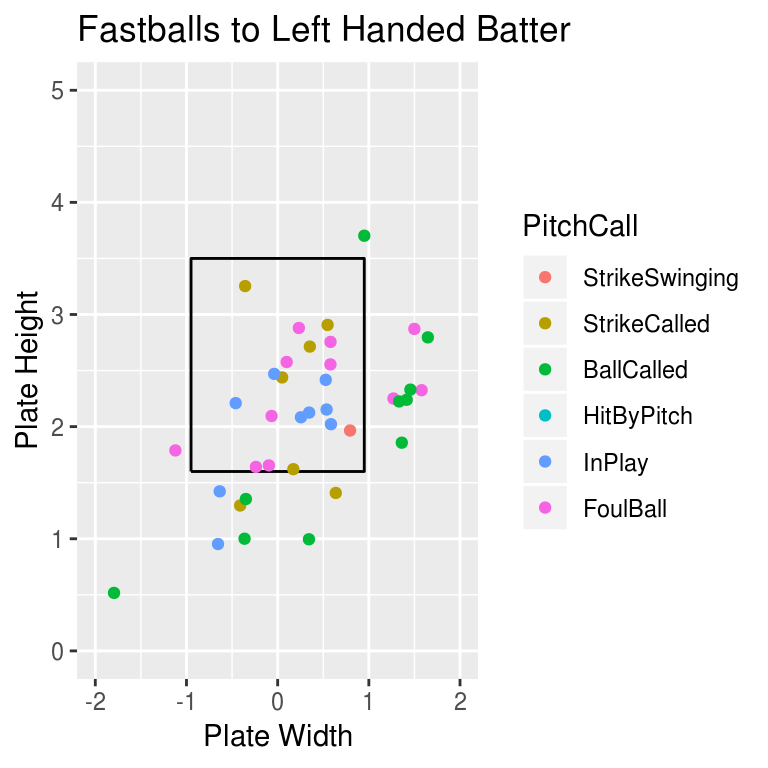 Fastballs to Left Handed Batter
5
4
3
2
1
0
-2 -1 0 1 2
Plate Height
Plate Width
PitchCall
StrikeSwinging
StrikeCalled
BallCalled
HitByPitch
InPlay
FoulBall